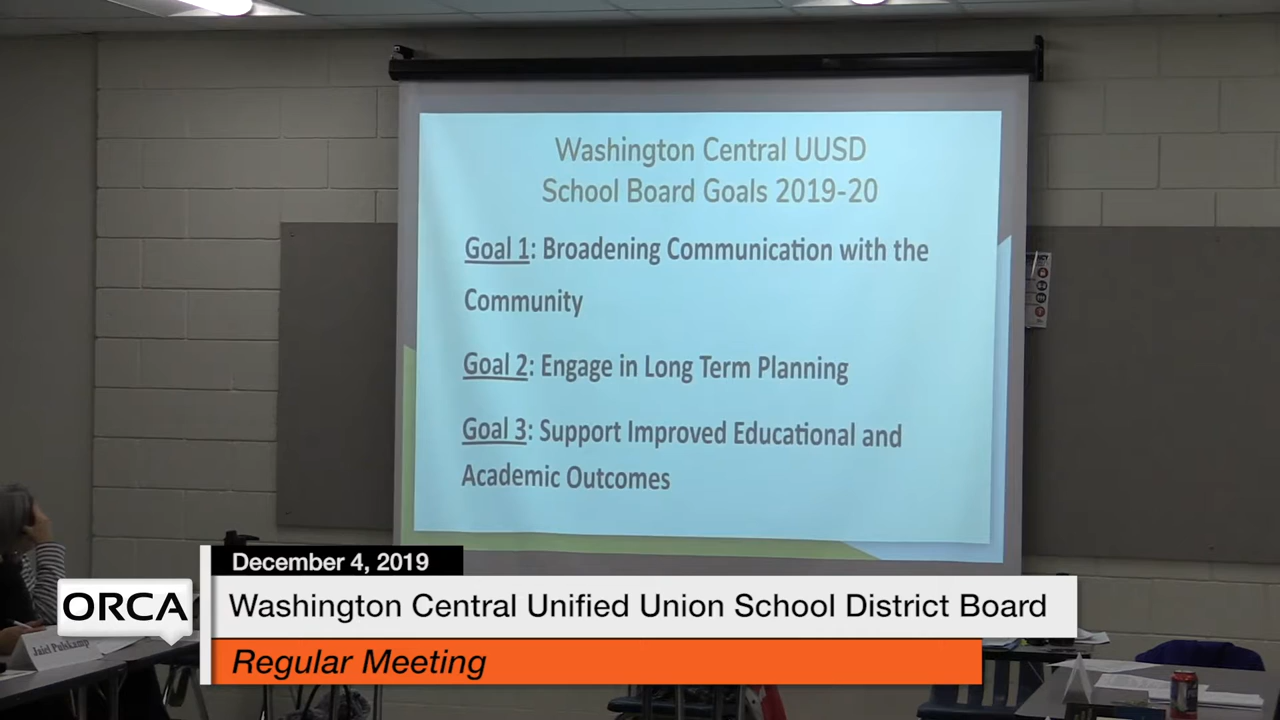 Washington Central UUSD
School Board Goals 2019-20
Goal 1: Broadening Communication with the
Community
Goal 2: Engage in Long Term Planning
Goal 3: Support Improved Educational and
Academic Outcomes
December 4, 2019
ORCA
Washington Central Unified Union School District Board
Regular Meeting
Jaiel Pulskamp